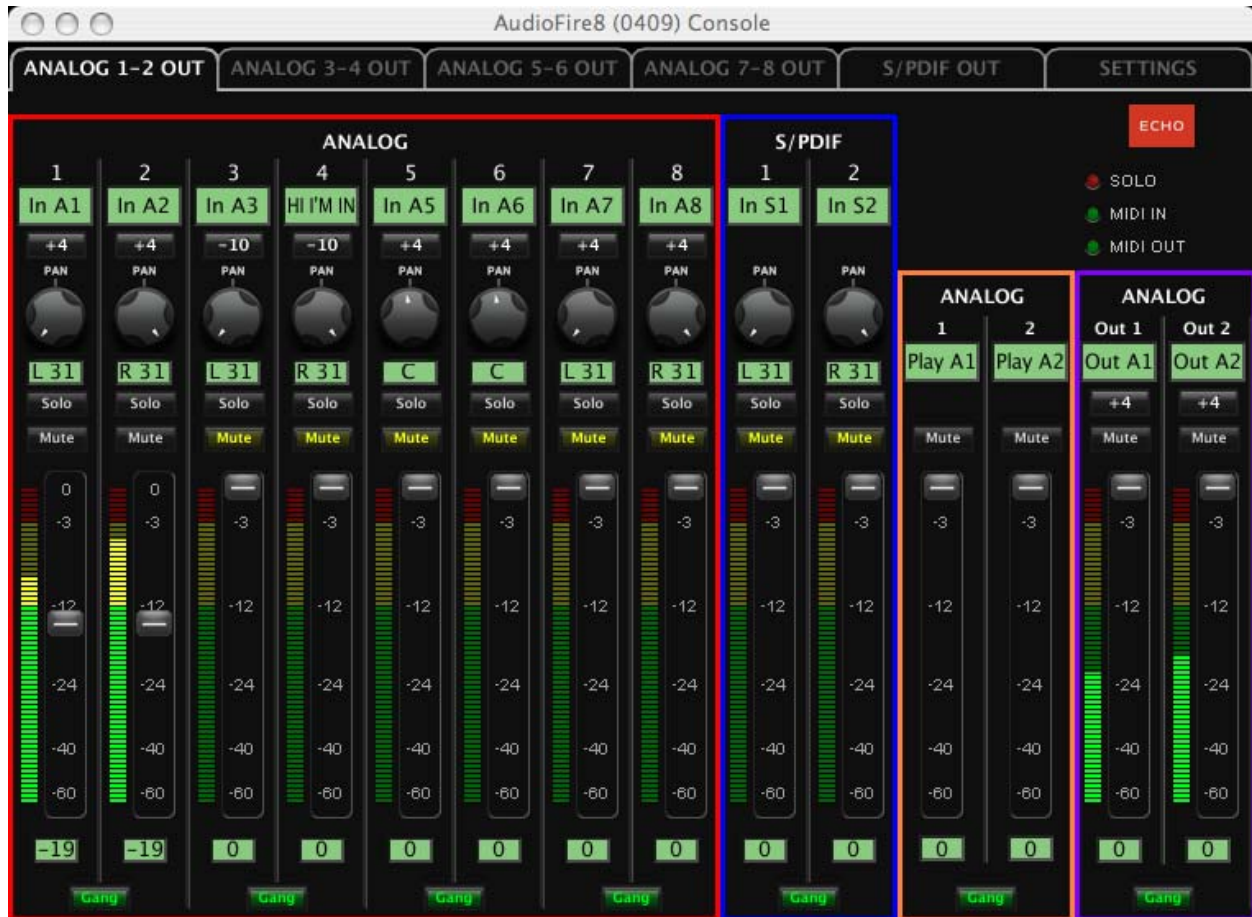 AudioFire8 (0409) Console
ANALOG 1-2 OUT ANALOG 3-4 OUT ANALOG 5-6 OUT ANALOG 7-8 OUT S/PDIF OUT SETTINGS
ECHO
SOLO
MIDI IN
MIDI OUT
ANALOG
1 2 3 4 5 6 7 8
In A1 In A2 In A3 HI I'M IN In A5 In A6 In A7 In A8
+4 +4 -10 -10 +4 +4 +4 +4
PAN PAN PAN PAN PAN PAN PAN PAN
L 31 R 31 L 31 R 31 C C L 31 R 31
Solo Solo Solo Solo Solo Solo Solo Solo
Mute Mute Mute Mute Mute Mute Mute Mute
0 0
-3 -3 -3 -3 -3 -3 -3 -3
-12 -12 -12 -12 -12 -12 -12 -12
-24 -24 -24 -24 -24 -24 -24 -24
-40 -40 -40 -40 -40 -40 -40 -40
-60 -60 -60 -60 -60 -60 -60 -60
-19 -19 0 0 0 0 0 0
Gang Gang Gang Gang
S/PDIF
1 2
In S1 In S2
PAN PAN
L 31 R 31
Solo Solo
Mute Mute
-3 -3
-12 -12
-24 -24
-40 -40
-60 -60
0 0
Gang
ANALOG
1 2
Play A1 Play A2
Mute Mute
-3 -3
-12 -12
-24 -24
-40 -40
-60 -60
0 0
Gang
ANALOG
Out 1 Out 2
Out A1 Out A2
+4 +4
Mute Mute
-3 -3
-12 -12
-24 -24
-40 -40
-60 -60
0 0
Gang